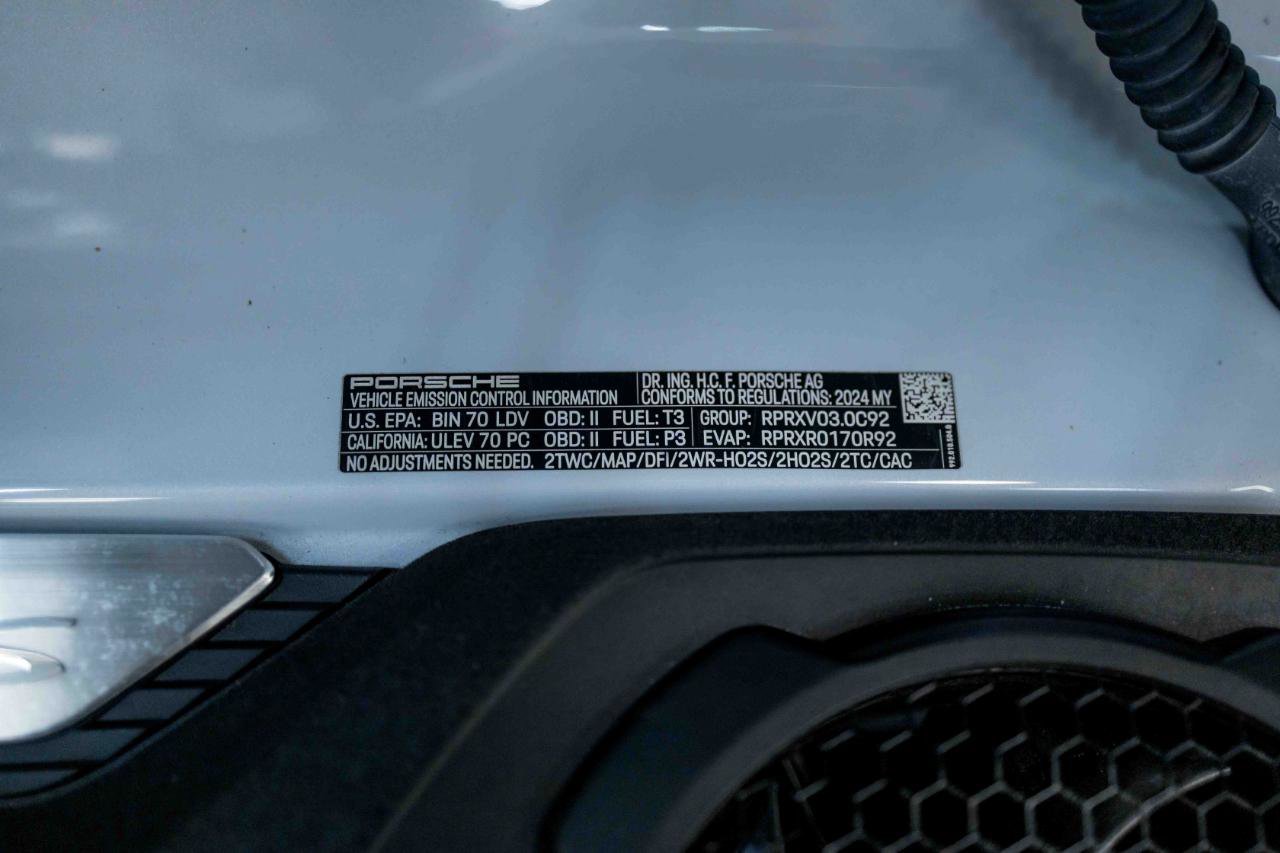 PORSCHE
VEHICLE EMISSION CONTROL INFORMATION
DR. ING. H.C. F. PORSCHE AG
CONFORMS TO REGULATIONS: 2024 MY
U.S. EPA: BIN 70 LDV OBD: II FUEL: T3 GROUP: RPRXV03.0C92
CALIFORNIA: ULEV 70 PC OBD: II FUEL: P3 EVAP: RPRXR0170R92
NO ADJUSTMENTS NEEDED. 2TWC/MAP/DFI/2WR-HO2S/2HO2S/2TC/CAC